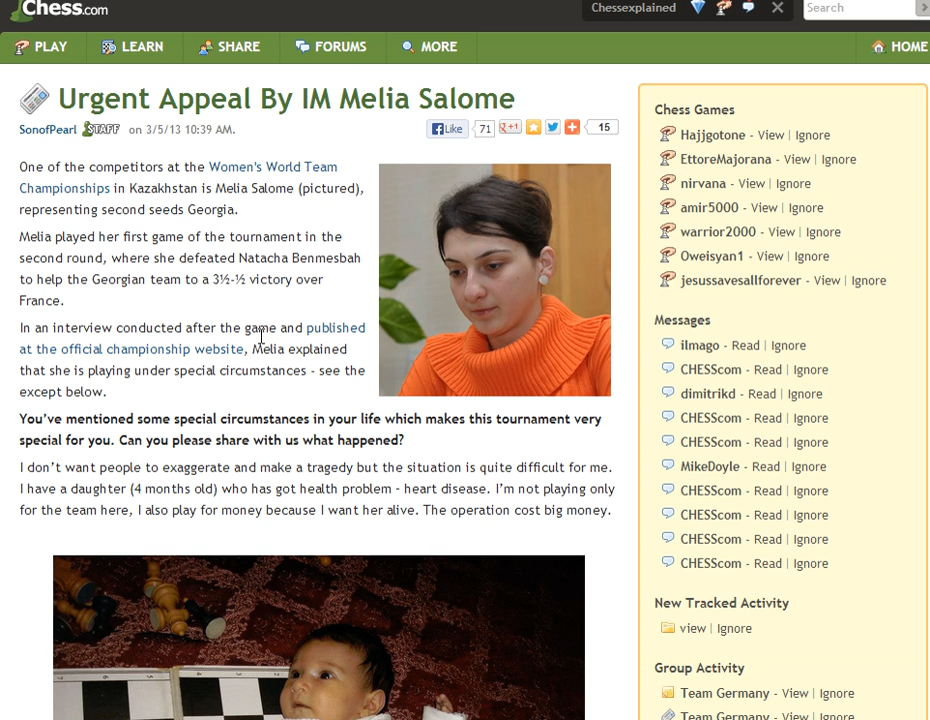 Chess.com
Chessexplained
Search
PLAY
LEARN
SHARE
FORUMS
MORE
HOME
Urgent Appeal By IM Melia Salome
SonofPearl STAFF on 3/5/13 10:39 AM.
Like 71 +1 15
One of the competitors at the Women's World Team
Championships in Kazakhstan is Melia Salome (pictured),
representing second seeds Georgia.
Melia played her first game of the tournament in the
second round, where she defeated Natacha Benmesbah
to help the Georgian team to a 3½-½ victory over
France.
In an interview conducted after the game and published
at the official championship website, Melia explained
that she is playing under special circumstances - see the
except below.
You've mentioned some special circumstances in your life which makes this tournament very
special for you. Can you please share with us what happened?
I don't want people to exaggerate and make a tragedy but the situation is quite difficult for me.
I have a daughter (4 months old) who has got health problem - heart disease. I'm not playing only
for the team here, I also play for money because I want her alive. The operation cost big money.
Chess Games
Hajjgotone - View | Ignore
EttoreMajorana - View | Ignore
nirvana - View | Ignore
amir5000 - View | Ignore
warrior2000 - View | Ignore
Oweisyan1 - View | Ignore
jesussavesallforever - View | Ignore
Messages
ilmago - Read | Ignore
CHESScom - Read | Ignore
dimitrikd - Read | Ignore
CHESScom - Read | Ignore
CHESScom - Read | Ignore
MikeDoyle - Read | Ignore
CHESScom - Read | Ignore
CHESScom - Read | Ignore
CHESScom - Read | Ignore
CHESScom - Read | Ignore
New Tracked Activity
view | Ignore
Group Activity
Team Germany - View | Ignore
Team Germany - View | Ignore